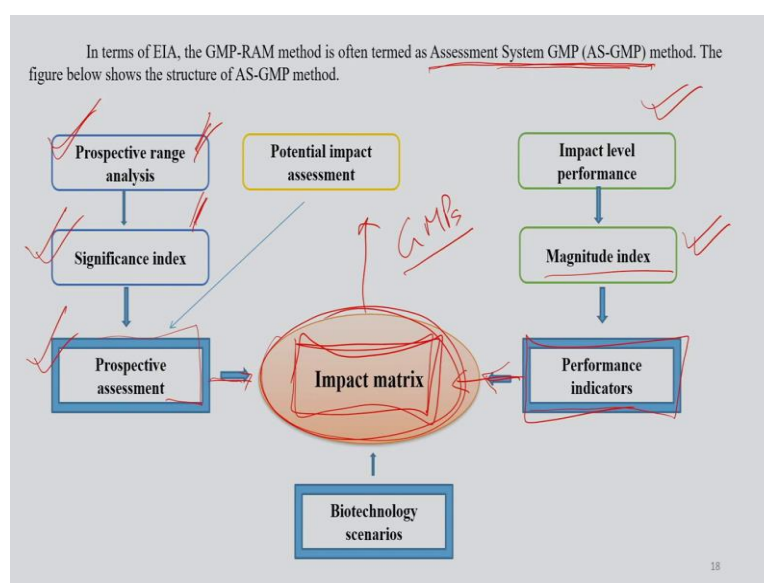 In terms of EIA, the GMP-RAM method is often termed as Assessment System GMP (AS-GMP) method. The
figure below shows the structure of AS-GMP method.
Prospective range
analysis
Potential impact
assessment
Impact level
performance
GMPs
Significance index
Magnitude index
Prospective
assessment
Impact matrix
Performance
indicators
Biotechnology
scenarios
18